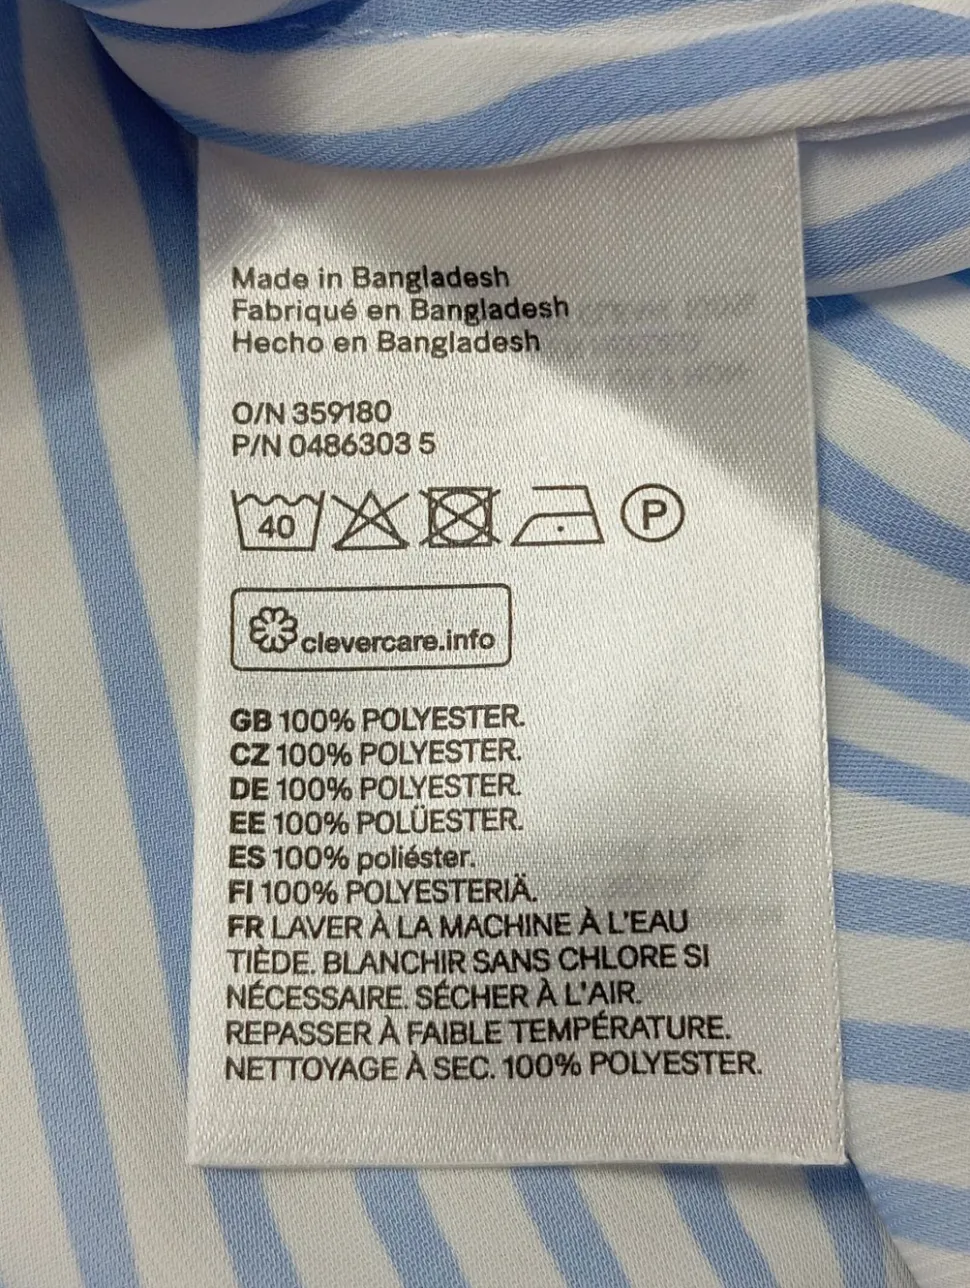 Made in Bangladesh
Fabriqué en Bangladesh
Hecho en Bangladesh
O/N 359180
P/N 0486303 5
40
P
clevercare.info
GB 100% POLYESTER.
CZ 100% POLYESTER.
DE 100% POLYESTER.
EE 100% POLÜESTER.
ES 100% poliéster.
FI 100% POLYESTERIÄ.
FR LAVER À LA MACHINE À L'EAU
TIÈDE. BLANCHIR SANS CHLORE SI
NÉCESSAIRE. SÉCHER À L'AIR.
REPASSER À FAIBLE TEMPÉRATURE.
NETTOYAGE À SEC. 100% POLYESTER.